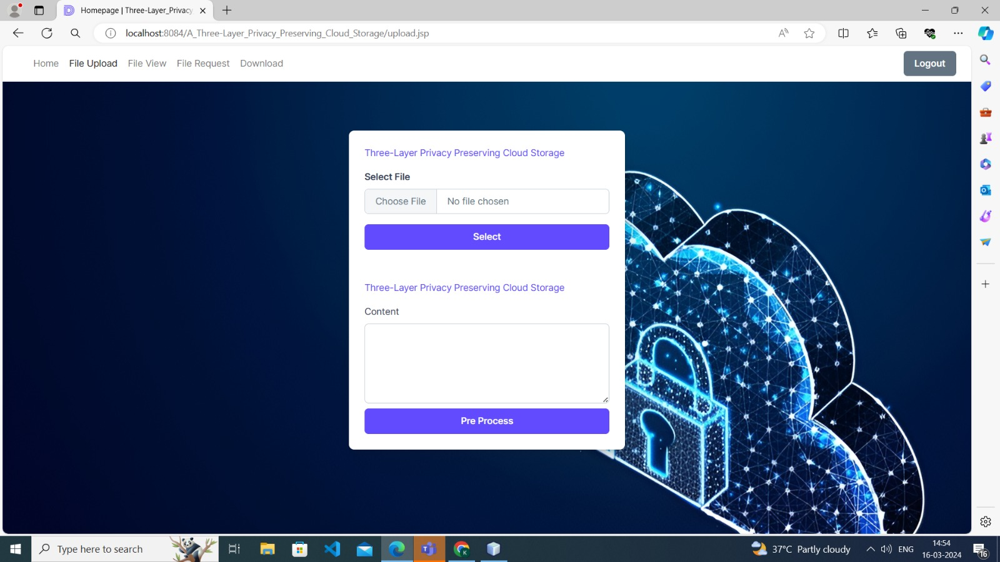 Homepage | Three-Layer_Privacy
localhost:8084/A_Three-Layer_Privacy_Preserving_Cloud_Storage/upload.jsp
Home File Upload File View File Request Download Logout
Three-Layer Privacy Preserving Cloud Storage
Select File
Choose File No file chosen
Select
Three-Layer Privacy Preserving Cloud Storage
Content
Pre Process
Type here to search 37°C Partly cloudy ENG 14:54
16-03-2024 16